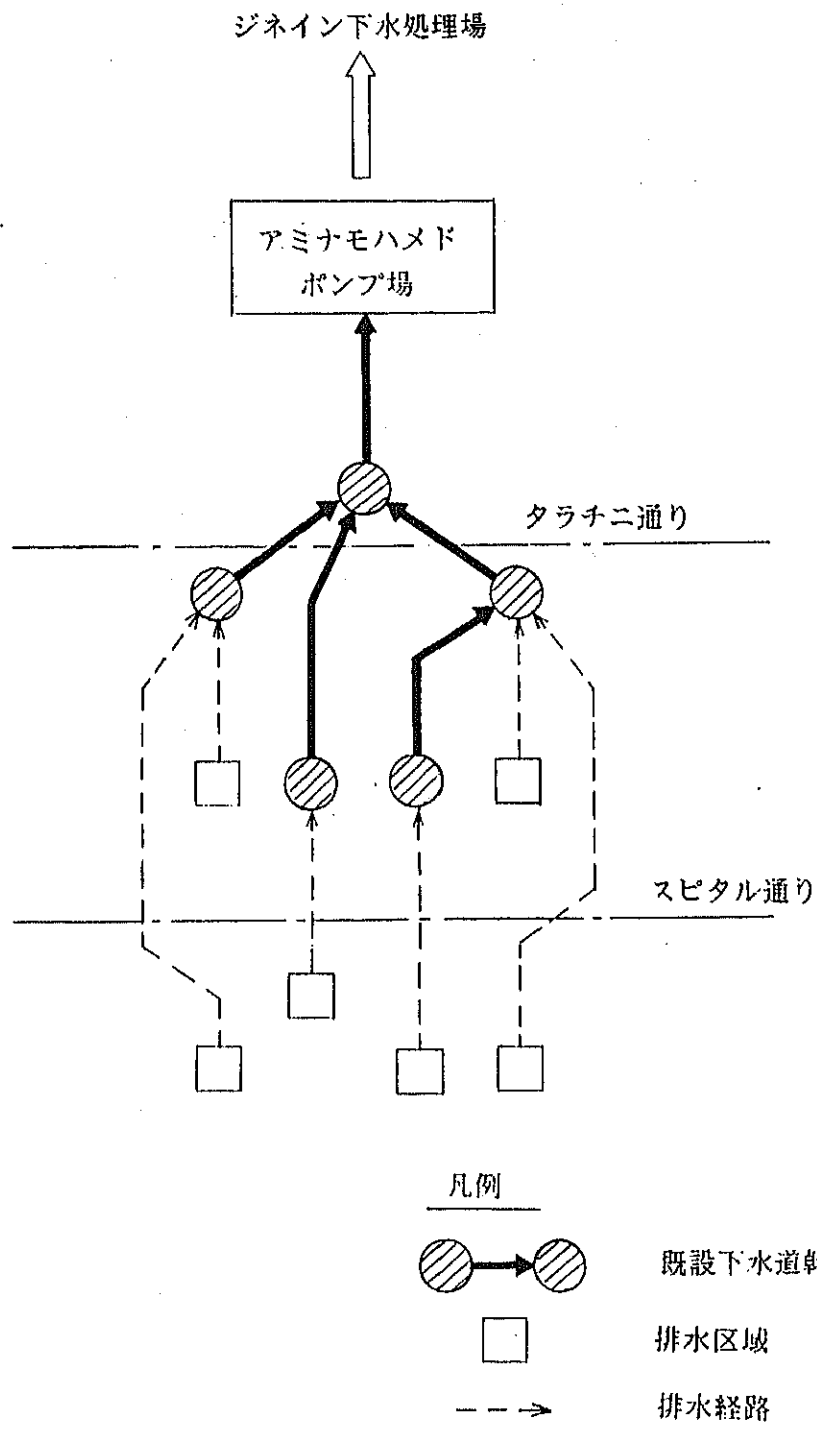 ジネイン下水処理場
アミナモハメド
ポンプ場
タラチニ通り
スピタル通り
凡例
既設下水道
排水区域
排水経路